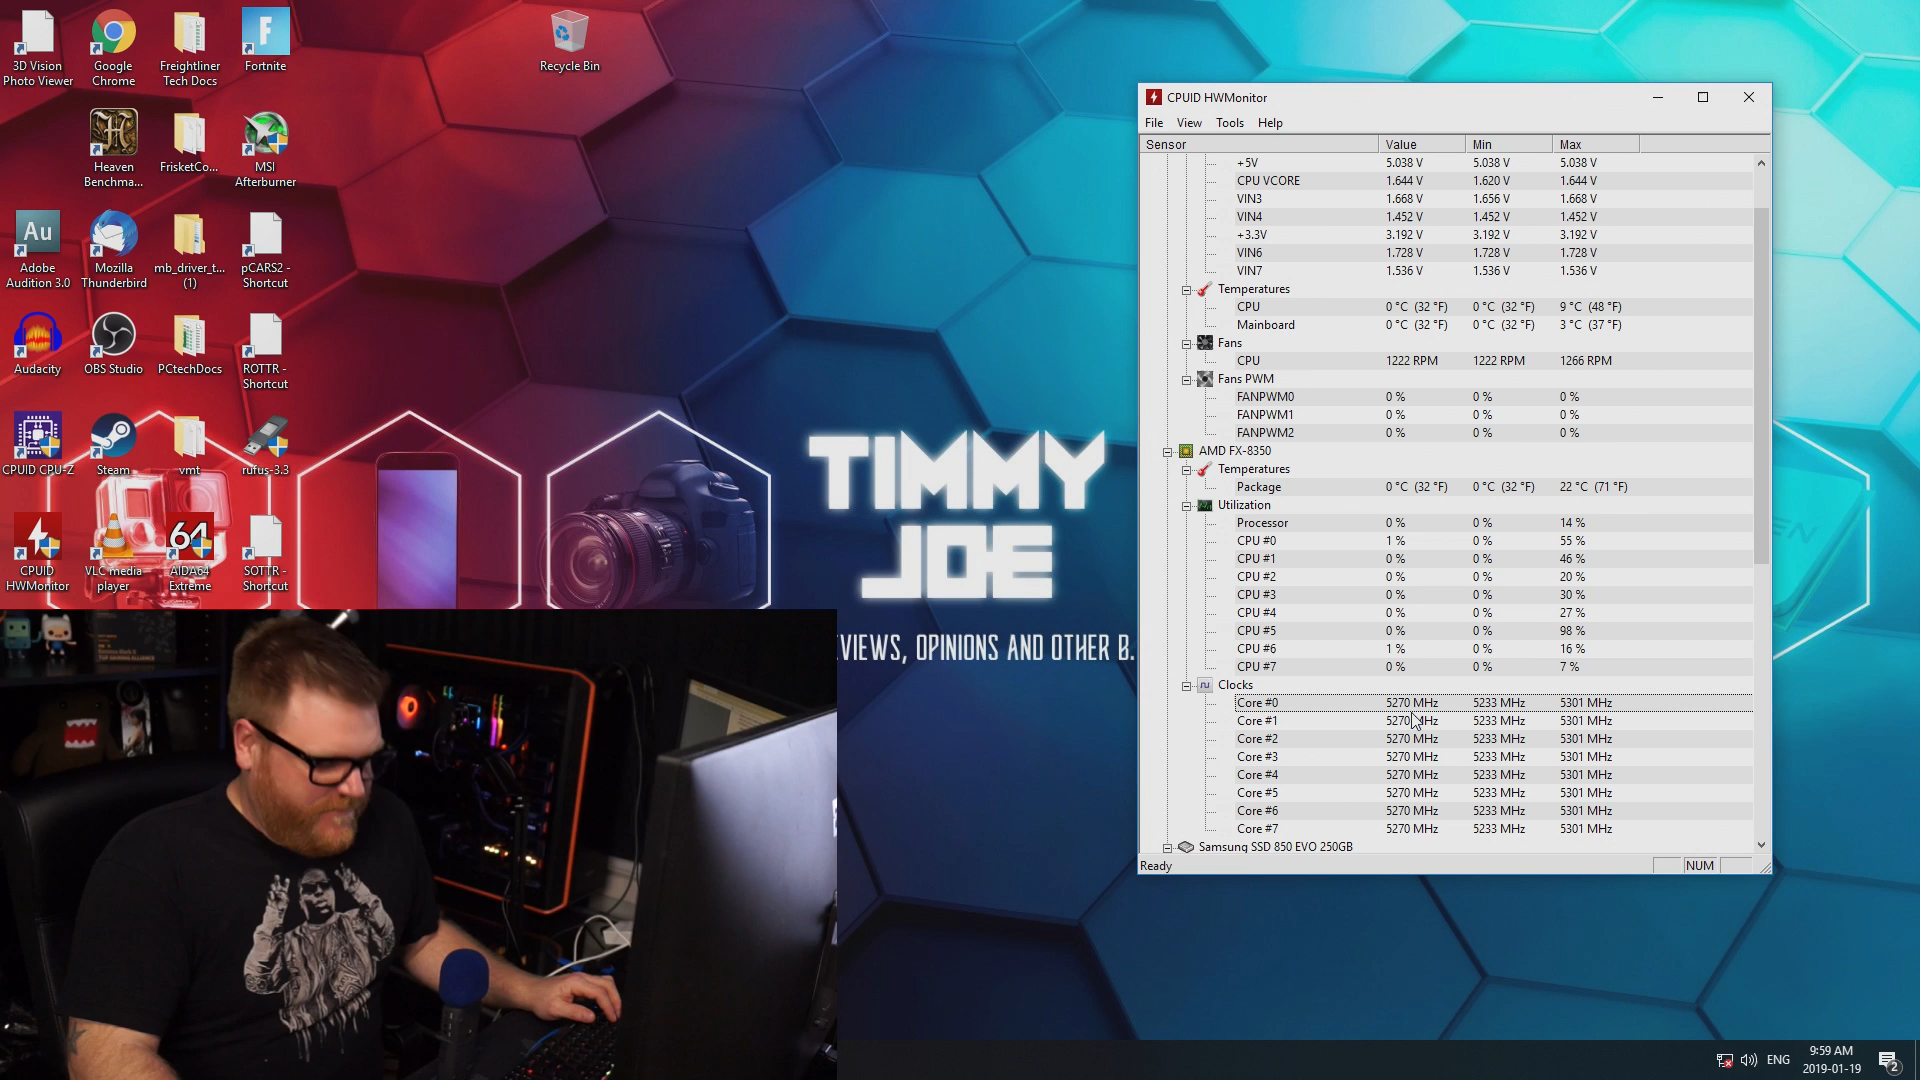 3D Vision
Photo Viewer
Google
Chrome
Freightliner
Tech Docs
Fortnite
Recycle Bin
Heaven
Benchma...
FrisketCo...
MSI
Afterburner
Au
Adobe
Audition 3.0
Mozilla
Thunderbird
mb_driver_t...
(1)
pCARS2 -
Shortcut
Audacity
OBS Studio
PCtechDocs
ROTTR -
Shortcut
CPUID CPU-Z
Steam
vmt
rufus-3.3
CPUID
HWMonitor
VLC media
player
64
AIDA64
Extreme
SOTTR -
Shortcut
TIMMY
JOE
VIEWS, OPINIONS AND OTHER B.
CPUID HWMonitor
File View Tools Help
Sensor Value Min Max
+5V 5.038 V 5.038 V 5.038 V
CPU VCORE 1.644 V 1.620 V 1.644 V
VIN3 1.668 V 1.656 V 1.668 V
VIN4 1.452 V 1.452 V 1.452 V
+3.3V 3.192 V 3.192 V 3.192 V
VIN6 1.728 V 1.728 V 1.728 V
VIN7 1.536 V 1.536 V 1.536 V
Temperatures
CPU 0 °C (32 °F) 0 °C (32 °F) 9 °C (48 °F)
Mainboard 0 °C (32 °F) 0 °C (32 °F) 3 °C (37 °F)
Fans
CPU 1222 RPM 1222 RPM 1266 RPM
Fans PWM
FANPWM0 0 % 0 % 0 %
FANPWM1 0 % 0 % 0 %
FANPWM2 0 % 0 % 0 %
AMD FX-8350
Temperatures
Package 0 °C (32 °F) 0 °C (32 °F) 22 °C (71 °F)
Utilization
Processor 0 % 0 % 14 %
CPU #0 1 % 0 % 55 %
CPU #1 0 % 0 % 46 %
CPU #2 0 % 0 % 20 %
CPU #3 0 % 0 % 30 %
CPU #4 0 % 0 % 27 %
CPU #5 0 % 0 % 98 %
CPU #6 1 % 0 % 16 %
CPU #7 0 % 0 % 7 %
Clocks
Core #0 5270 MHz 5233 MHz 5301 MHz
Core #1 5270 MHz 5233 MHz 5301 MHz
Core #2 5270 MHz 5233 MHz 5301 MHz
Core #3 5270 MHz 5233 MHz 5301 MHz
Core #4 5270 MHz 5233 MHz 5301 MHz
Core #5 5270 MHz 5233 MHz 5301 MHz
Core #6 5270 MHz 5233 MHz 5301 MHz
Core #7 5270 MHz 5233 MHz 5301 MHz
Samsung SSD 850 EVO 250GB
Ready NUM
ENG
9:59 AM
2019-01-19
2